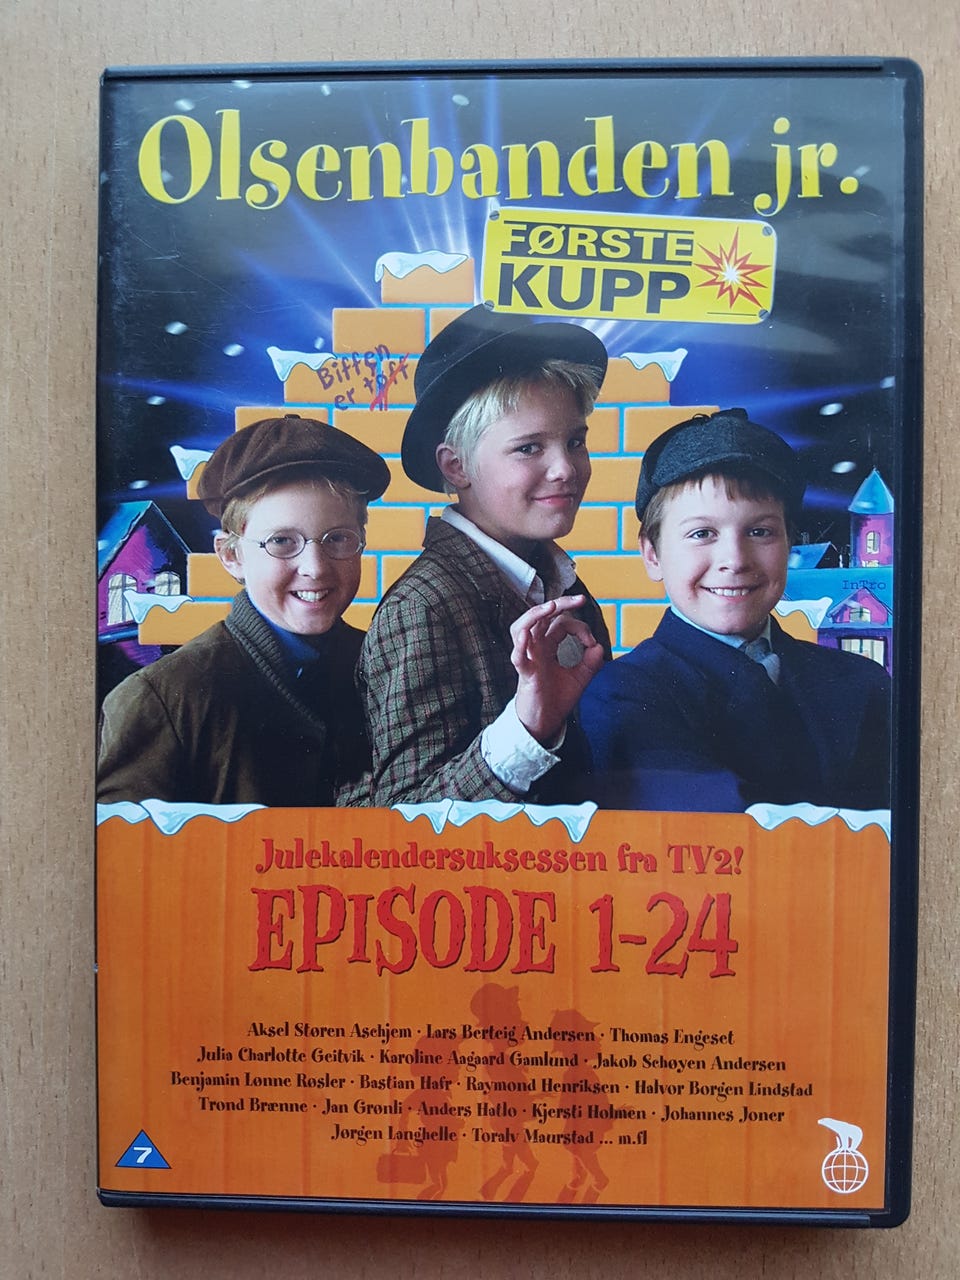 Olsenbanden jr.
FØRSTE
KUPP
Biffen
er tøff
InTro
Julekalendersuksessen fra TV2!
EPISODE 1-24
Aksel Støren Aschjem · Lars Berteig Andersen · Thomas Engeset
Julia Charlotte Geitvik · Karoline Aagaard Gamlund · Jakob Schøyen Andersen
Benjamin Lønne Røsler · Bastian Hafr · Raymond Henriksen · Halvor Borgen Lindstad
Trond Brænne · Jan Grønli · Anders Hatlo · Kjersti Holmen · Johannes Joner
Jørgen Langhelle · Toralv Maurstad ... m.fl
7